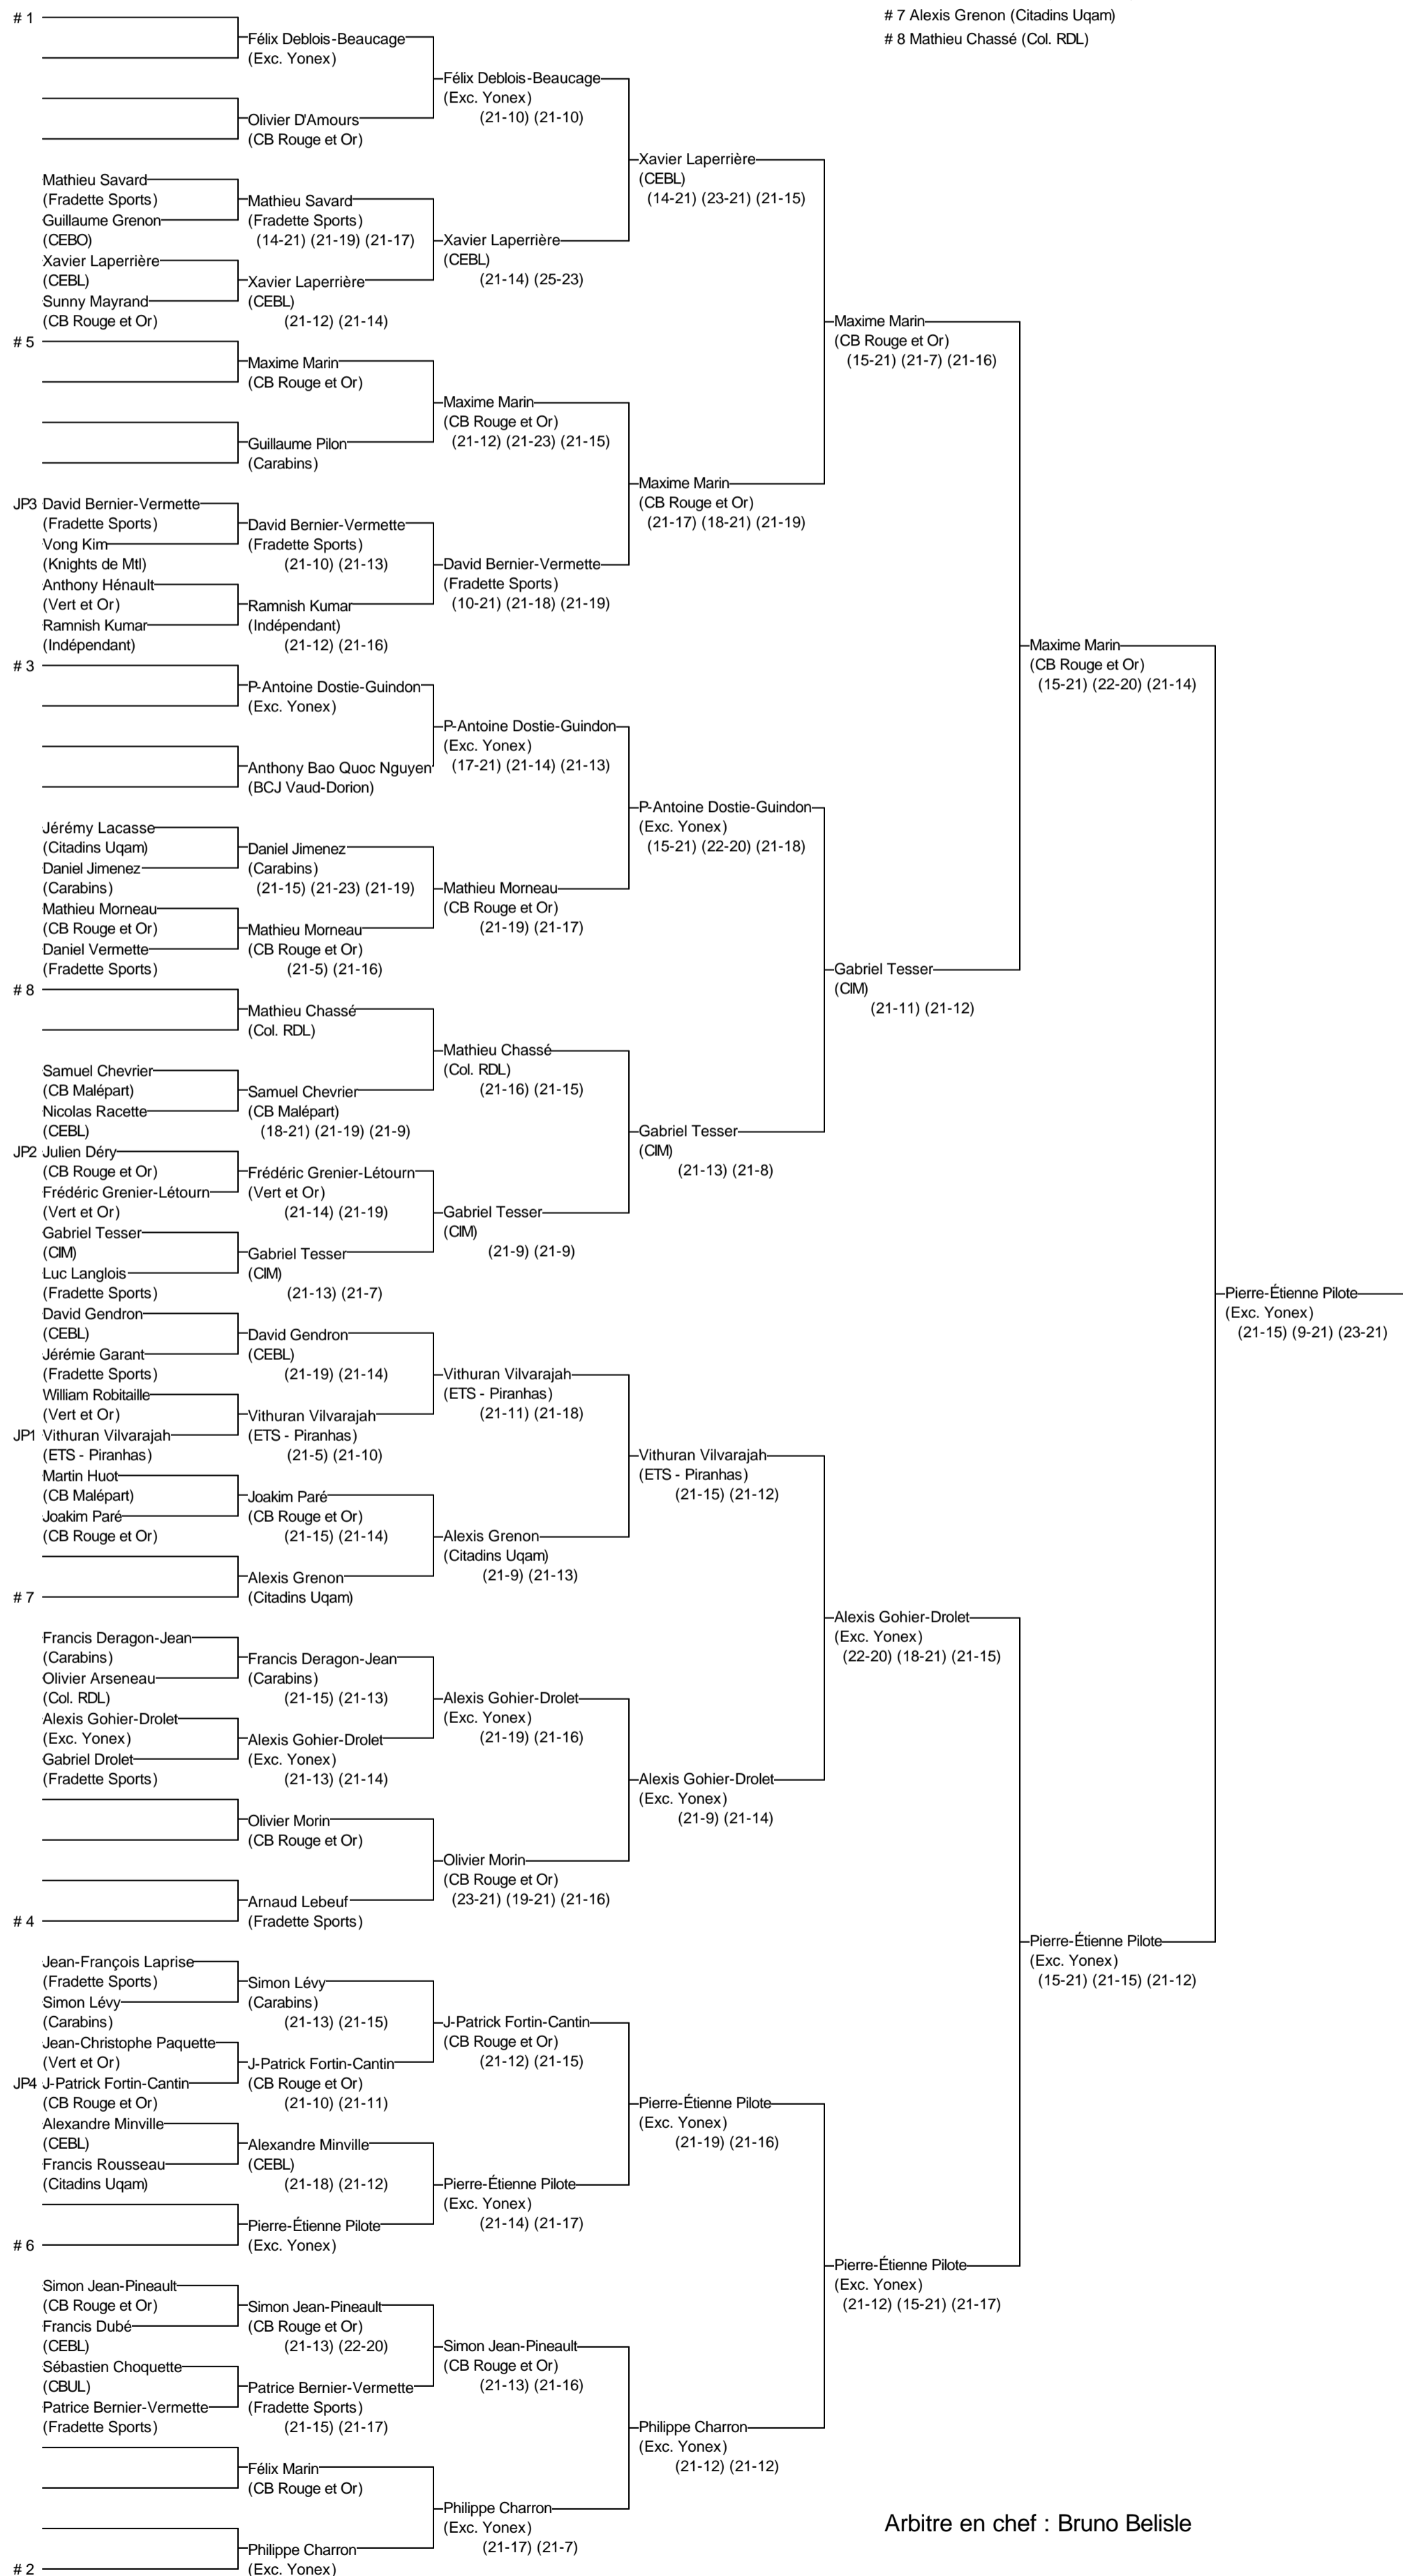 # 7 Alexis Grenon (Citadins Uqam)
# 8 Mathieu Chassé (Col. RDL)
# 1
Félix Deblois-Beaucage
(Exc. Yonex)
Olivier D'Amours
(CB Rouge et Or)
Félix Deblois-Beaucage
(Exc. Yonex)
(21-10) (21-10)
Mathieu Savard
(Fradette Sports)
Guillaume Grenon
(CEBO)
Xavier Laperrière
(CEBL)
Sunny Mayrand
(CB Rouge et Or)
Mathieu Savard
(Fradette Sports)
(14-21) (21-19) (21-17)
Xavier Laperrière
(CEBL)
(21-12) (21-14)
Xavier Laperrière
(CEBL)
(21-14) (25-23)
Xavier Laperrière
(CEBL)
(14-21) (23-21) (21-15)
# 5
Maxime Marin
(CB Rouge et Or)
Guillaume Pilon
(Carabins)
Maxime Marin
(CB Rouge et Or)
(21-12) (21-23) (21-15)
JP3 David Bernier-Vermette
(Fradette Sports)
Vong Kim
(Knights de Mtl)
Anthony Hénault
(Vert et Or)
Ramnish Kumar
(Indépendant)
David Bernier-Vermette
(Fradette Sports)
(21-10) (21-13)
Ramnish Kumar
(Indépendant)
(21-12) (21-16)
David Bernier-Vermette
(Fradette Sports)
(10-21) (21-18) (21-19)
Maxime Marin
(CB Rouge et Or)
(21-17) (18-21) (21-19)
Maxime Marin
(CB Rouge et Or)
(15-21) (21-7) (21-16)
# 3
P-Antoine Dostie-Guindon
(Exc. Yonex)
Anthony Bao Quoc Nguyen
(BCJ Vaud-Dorion)
P-Antoine Dostie-Guindon
(Exc. Yonex)
(17-21) (21-14) (21-13)
Jérémy Lacasse
(Citadins Uqam)
Daniel Jimenez
(Carabins)
Mathieu Morneau
(CB Rouge et Or)
Daniel Vermette
(Fradette Sports)
Daniel Jimenez
(Carabins)
(21-15) (21-23) (21-19)
Mathieu Morneau
(CB Rouge et Or)
(21-5) (21-16)
Mathieu Morneau
(CB Rouge et Or)
(21-19) (21-17)
P-Antoine Dostie-Guindon
(Exc. Yonex)
(15-21) (22-20) (21-18)
# 8
Mathieu Chassé
(Col. RDL)
Samuel Chevrier
(CB Malépart)
Nicolas Racette
(CEBL)
Samuel Chevrier
(CB Malépart)
(18-21) (21-19) (21-9)
Mathieu Chassé
(Col. RDL)
(21-16) (21-15)
JP2 Julien Déry
(CB Rouge et Or)
Frédéric Grenier-Létourn
(Vert et Or)
Gabriel Tesser
(CIM)
Luc Langlois
(Fradette Sports)
Frédéric Grenier-Létourn
(Vert et Or)
(21-14) (21-19)
Gabriel Tesser
(CIM)
(21-13) (21-7)
Gabriel Tesser
(CIM)
(21-9) (21-9)
Gabriel Tesser
(CIM)
(21-13) (21-8)
Gabriel Tesser
(CIM)
(21-11) (21-12)
Maxime Marin
(CB Rouge et Or)
(15-21) (22-20) (21-14)
David Gendron
(CEBL)
Jérémie Garant
(Fradette Sports)
William Robitaille
(Vert et Or)
JP1 Vithuran Vilvarajah
(ETS - Piranhas)
David Gendron
(CEBL)
(21-19) (21-14)
Vithuran Vilvarajah
(ETS - Piranhas)
(21-5) (21-10)
Vithuran Vilvarajah
(ETS - Piranhas)
(21-11) (21-18)
Martin Huot
(CB Malépart)
Joakim Paré
(CB Rouge et Or)
# 7
Joakim Paré
(CB Rouge et Or)
(21-15) (21-14)
Alexis Grenon
(Citadins Uqam)
Alexis Grenon
(Citadins Uqam)
(21-9) (21-13)
Vithuran Vilvarajah
(ETS - Piranhas)
(21-15) (21-12)
Francis Deragon-Jean
(Carabins)
Olivier Arseneau
(Col. RDL)
Alexis Gohier-Drolet
(Exc. Yonex)
Gabriel Drolet
(Fradette Sports)
Francis Deragon-Jean
(Carabins)
(21-15) (21-13)
Alexis Gohier-Drolet
(Exc. Yonex)
(21-13) (21-14)
Alexis Gohier-Drolet
(Exc. Yonex)
(21-19) (21-16)
Olivier Morin
(CB Rouge et Or)
Arnaud Lebeuf
(Fradette Sports)
# 4
Olivier Morin
(CB Rouge et Or)
(23-21) (19-21) (21-16)
Alexis Gohier-Drolet
(Exc. Yonex)
(21-9) (21-14)
Alexis Gohier-Drolet
(Exc. Yonex)
(22-20) (18-21) (21-15)
Jean-François Laprise
(Fradette Sports)
Simon Lévy
(Carabins)
Jean-Christophe Paquette
(Vert et Or)
JP4 J-Patrick Fortin-Cantin
(CB Rouge et Or)
Simon Lévy
(Carabins)
(21-13) (21-15)
J-Patrick Fortin-Cantin
(CB Rouge et Or)
(21-10) (21-11)
J-Patrick Fortin-Cantin
(CB Rouge et Or)
(21-12) (21-15)
Alexandre Minville
(CEBL)
Francis Rousseau
(Citadins Uqam)
# 6
Alexandre Minville
(CEBL)
(21-18) (21-12)
Pierre-Étienne Pilote
(Exc. Yonex)
Pierre-Étienne Pilote
(Exc. Yonex)
(21-14) (21-17)
Pierre-Étienne Pilote
(Exc. Yonex)
(21-19) (21-16)
Simon Jean-Pineault
(CB Rouge et Or)
Francis Dubé
(CEBL)
Sébastien Choquette
(CBUL)
Patrice Bernier-Vermette
(Fradette Sports)
Simon Jean-Pineault
(CB Rouge et Or)
(21-13) (22-20)
Patrice Bernier-Vermette
(Fradette Sports)
(21-15) (21-17)
Simon Jean-Pineault
(CB Rouge et Or)
(21-13) (21-16)
Félix Marin
(CB Rouge et Or)
# 2
Philippe Charron
(Exc. Yonex)
Philippe Charron
(Exc. Yonex)
(21-17) (21-7)
Philippe Charron
(Exc. Yonex)
(21-12) (21-12)
Pierre-Étienne Pilote
(Exc. Yonex)
(21-12) (15-21) (21-17)
Pierre-Étienne Pilote
(Exc. Yonex)
(15-21) (21-15) (21-12)
Pierre-Étienne Pilote
(Exc. Yonex)
(21-15) (9-21) (23-21)
Arbitre en chef : Bruno Belisle